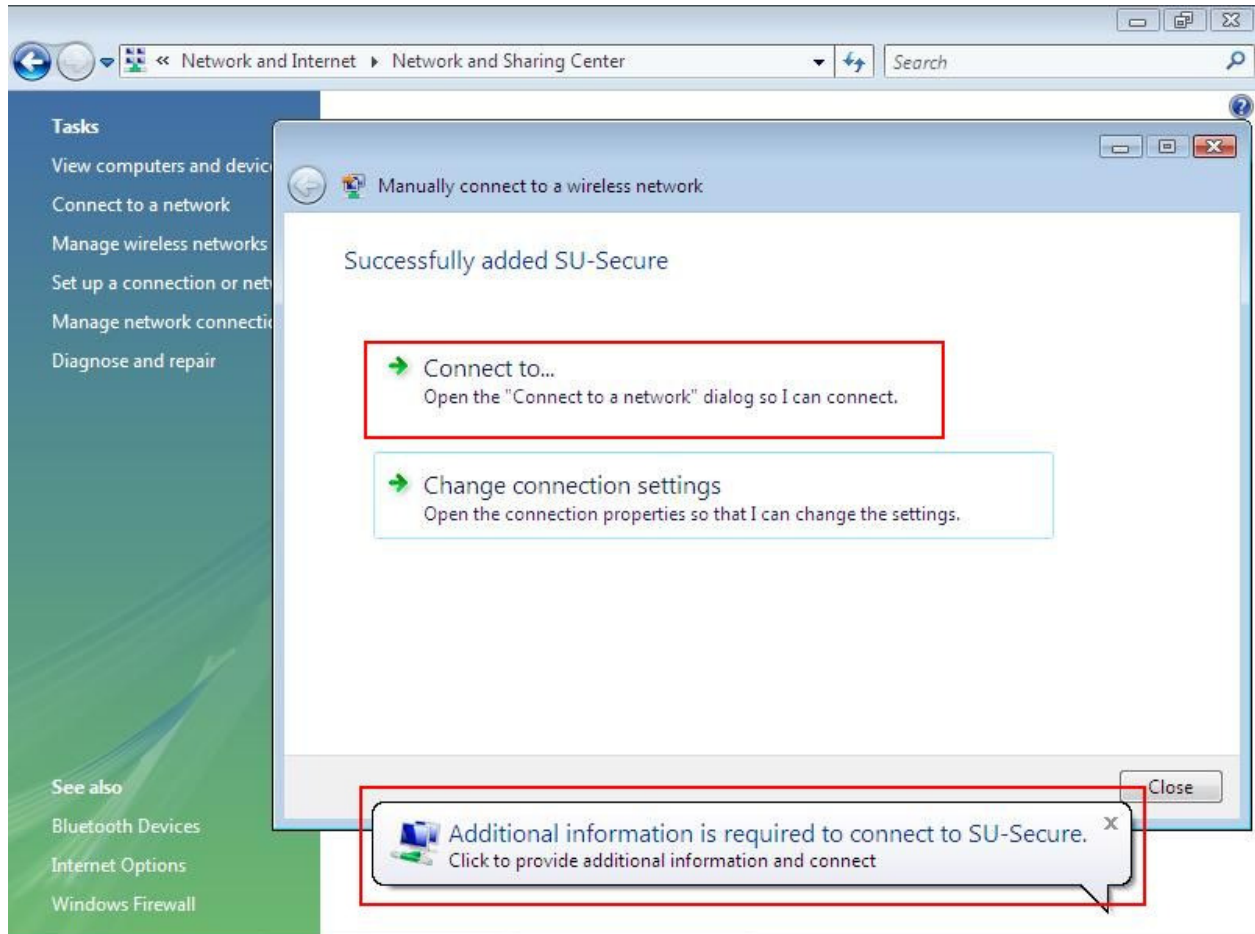 « Network and Internet ▸ Network and Sharing Center
Search
Tasks
View computers and devic
Connect to a network
Manage wireless networks
Set up a connection or net
Manage network connectio
Diagnose and repair
Manually connect to a wireless network
Successfully added SU-Secure
Connect to...
Open the "Connect to a network" dialog so I can connect.
Change connection settings
Open the connection properties so that I can change the settings.
Close
Additional information is required to connect to SU-Secure.
Click to provide additional information and connect
See also
Bluetooth Devices
Internet Options
Windows Firewall